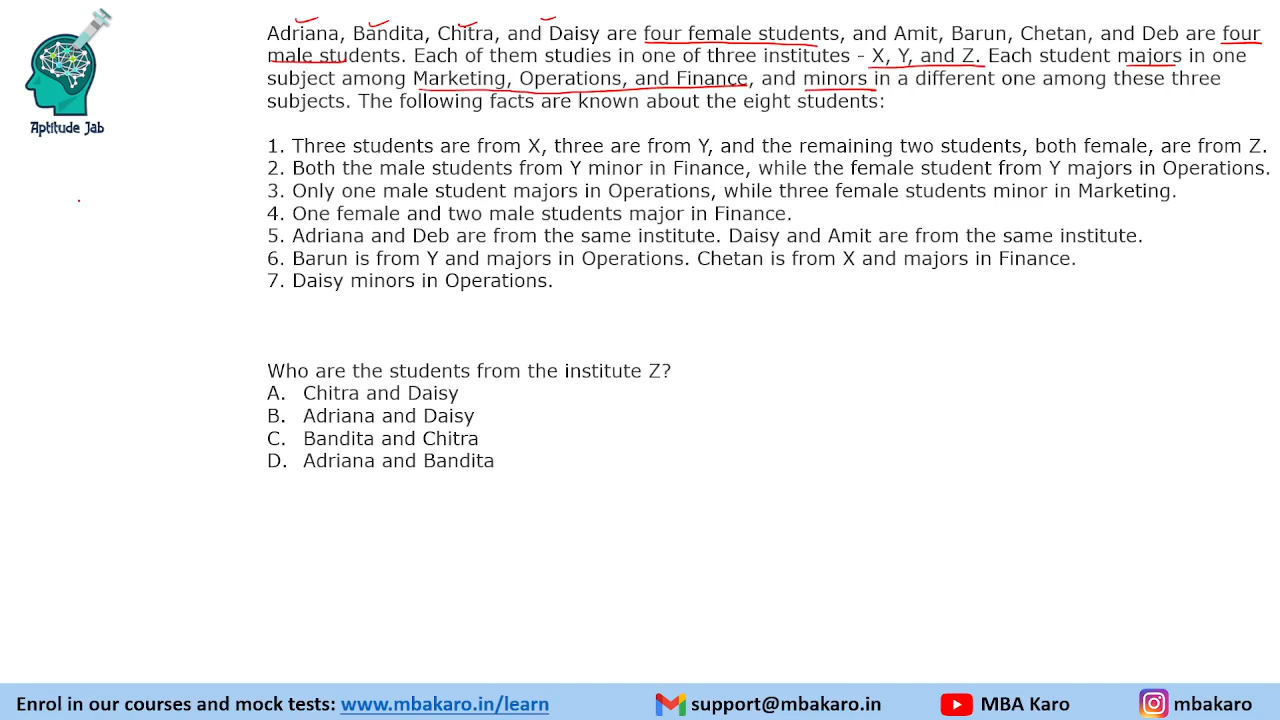 Adriana, Bandita, Chitra, and Daisy are four female students, and Amit, Barun, Chetan, and Deb are four
male students. Each of them studies in one of three institutes - X, Y, and Z. Each student majors in one
subject among Marketing, Operations, and Finance, and minors in a different one among these three
subjects. The following facts are known about the eight students:
Aptitude Jab
1. Three students are from X, three are from Y, and the remaining two students, both female, are from Z.
2. Both the male students from Y minor in Finance, while the female student from Y majors in Operations.
3. Only one male student majors in Operations, while three female students minor in Marketing.
4. One female and two male students major in Finance.
5. Adriana and Deb are from the same institute. Daisy and Amit are from the same institute.
6. Barun is from Y and majors in Operations. Chetan is from X and majors in Finance.
7. Daisy minors in Operations.
Who are the students from the institute Z?
A. Chitra and Daisy
B. Adriana and Daisy
C. Bandita and Chitra
D. Adriana and Bandita
Enrol in our courses and mock tests: www.mbakaro.in/learn support@mbakaro.in MBA Karo mbakaro